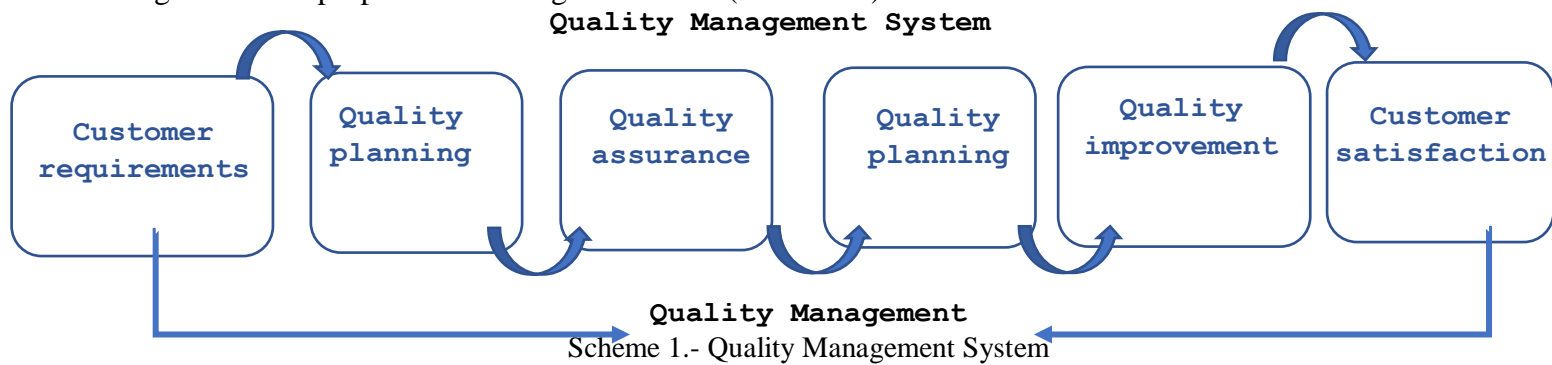 Quality Management System
Customer
requirements
Quality
planning
Quality
assurance
Quality
planning
Quality
improvement
Customer
satisfaction
Quality Management
Scheme 1.- Quality Management System